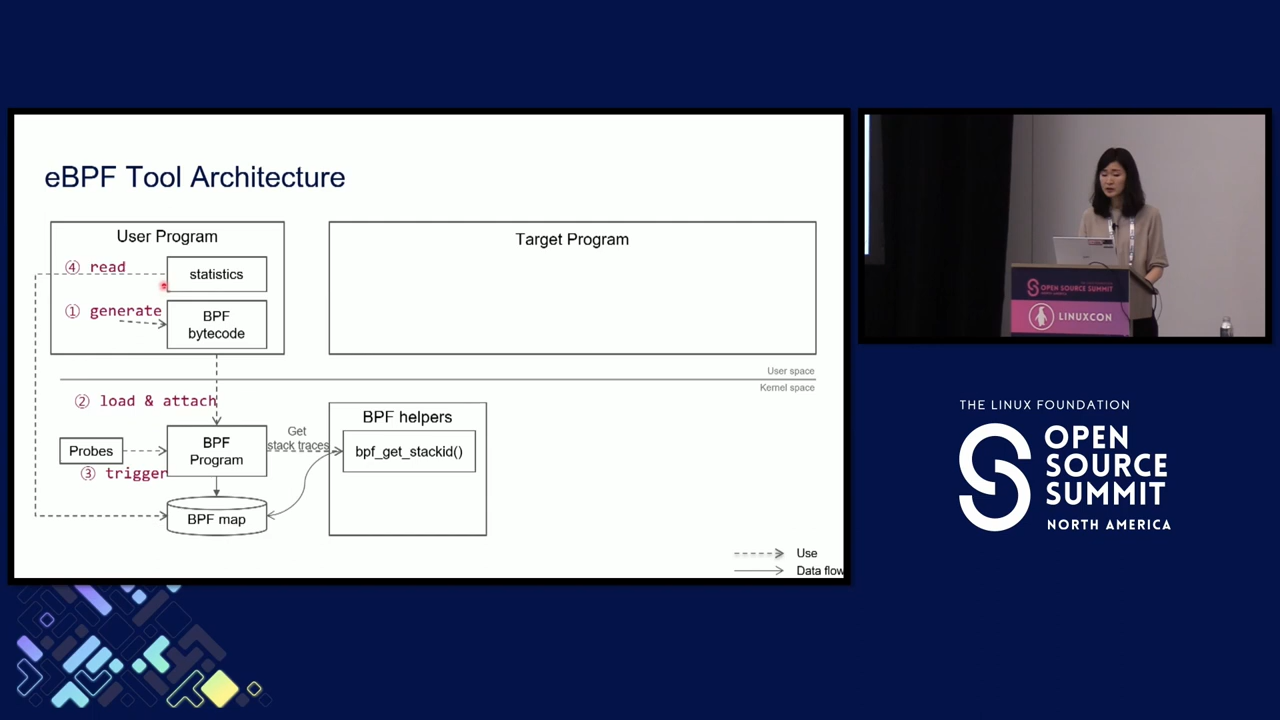 eBPF Tool Architecture
User Program
④ read
statistics
① generate
BPF
bytecode
Target Program
User space
Kernel space
② load & attach
Probes
③ trigger
BPF
Program
Get
stack traces
BPF helpers
bpf_get_stackid()
BPF map
Use
Data flow
OPEN SOURCE SUMMIT
LINUXCON
THE LINUX FOUNDATION
OPEN
SOURCE
SUMMIT
NORTH AMERICA